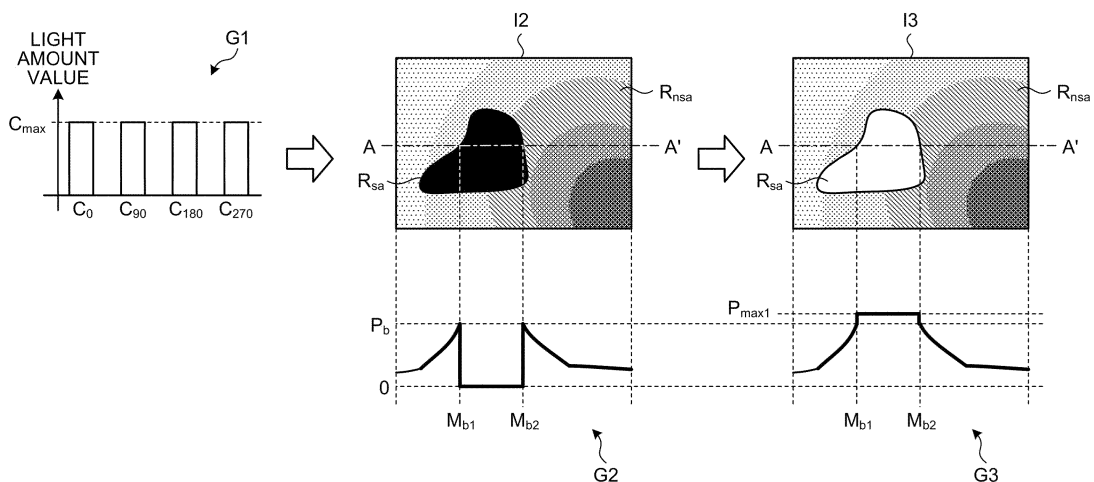 LIGHT
AMOUNT
VALUE
G1
Cmax
C0 C90 C180 C270
I2
Rnsa
A A'
Rsa
Pb
0
Mb1 Mb2
G2
I3
Rnsa
A A'
Rsa
Pmax1
Mb1 Mb2
G3